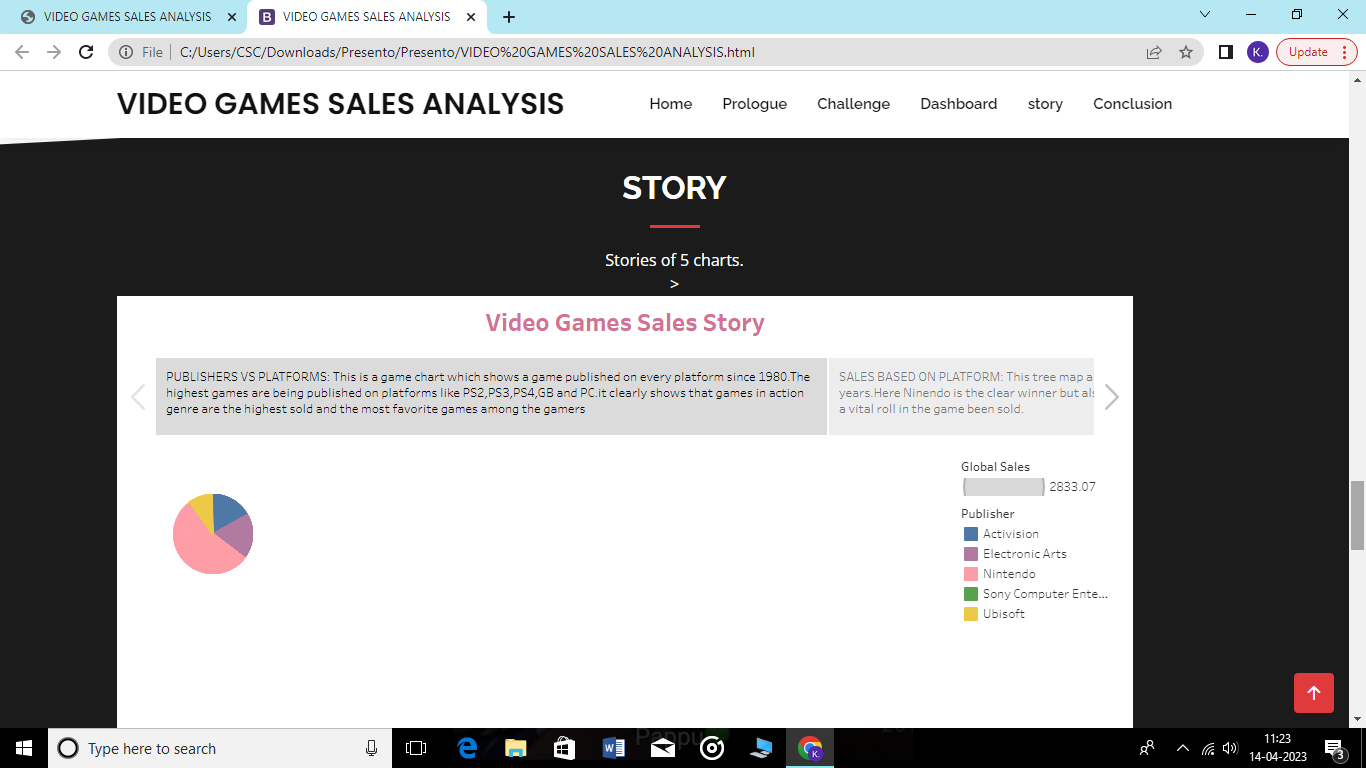 VIDEO GAMES SALES ANALYSIS
VIDEO GAMES SALES ANALYSIS
File
C:/Users/CSC/Downloads/Presento/Presento/VIDEO%20GAMES%20SALES%20ANALYSIS.html
K.
Update
VIDEO GAMES SALES ANALYSIS
Home Prologue Challenge Dashboard story Conclusion
STORY
Stories of 5 charts.
>
Video Games Sales Story
PUBLISHERS VS PLATFORMS: This is a game chart which shows a game published on every platform since 1980.The
highest games are being published on platforms like PS2,PS3,PS4,GB and PC.it clearly shows that games in action
genre are the highest sold and the most favorite games among the gamers
SALES BASED ON PLATFORM: This tree map a
years.Here Ninendo is the clear winner but als
a vital roll in the game been sold.
Global Sales
2833.07
Publisher
Activision
Electronic Arts
Nintendo
Sony Computer Ente...
Ubisoft
Type here to search
Pappu
11:23
14-04-2023
3